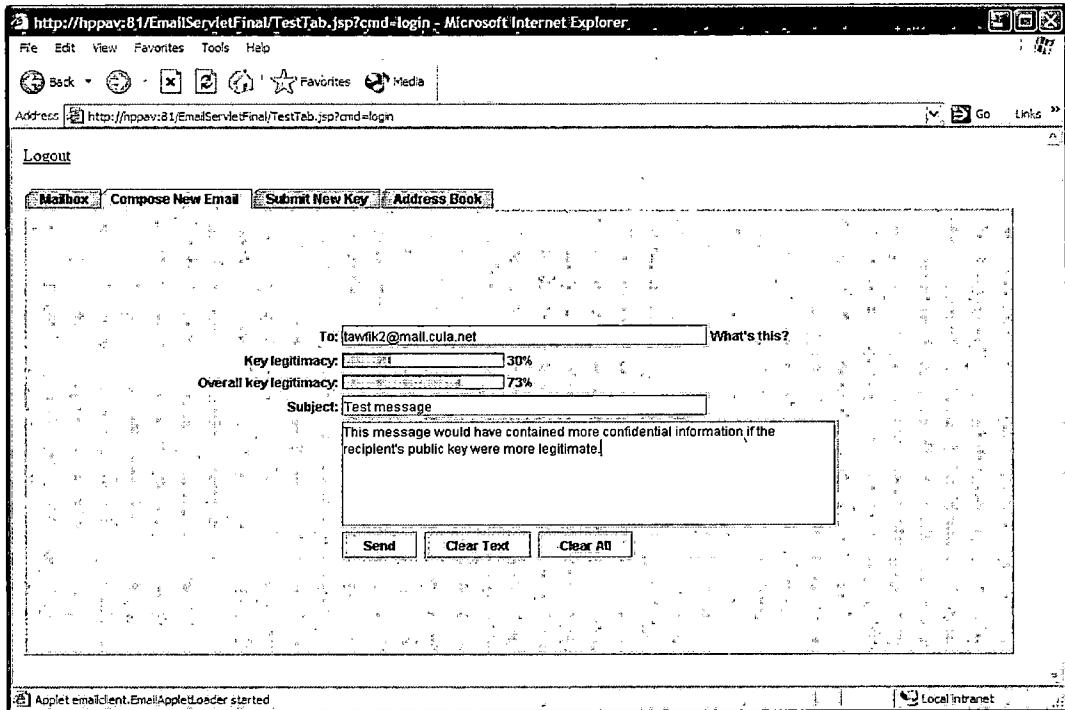 http://hppav:81/EmailServletFinal/TestTab.jsp?cmd=login - Microsoft Internet Explorer
File Edit View Favorites Tools Help
Back Favorites Media
Address http://hppav:81/EmailServletFinal/TestTab.jsp?cmd=login Go Links »
Logout
Mailbox Compose New Email Submit New Key Address Book
To: tawfik2@mail.cula.net What's this?
Key legitimacy: 30%
Overall key legitimacy: 73%
Subject: Test message
This message would have contained more confidential information if the
recipient's public key were more legitimate.
Send Clear Text Clear All
Applet emailclient.EmailAppletLoader started Local intranet